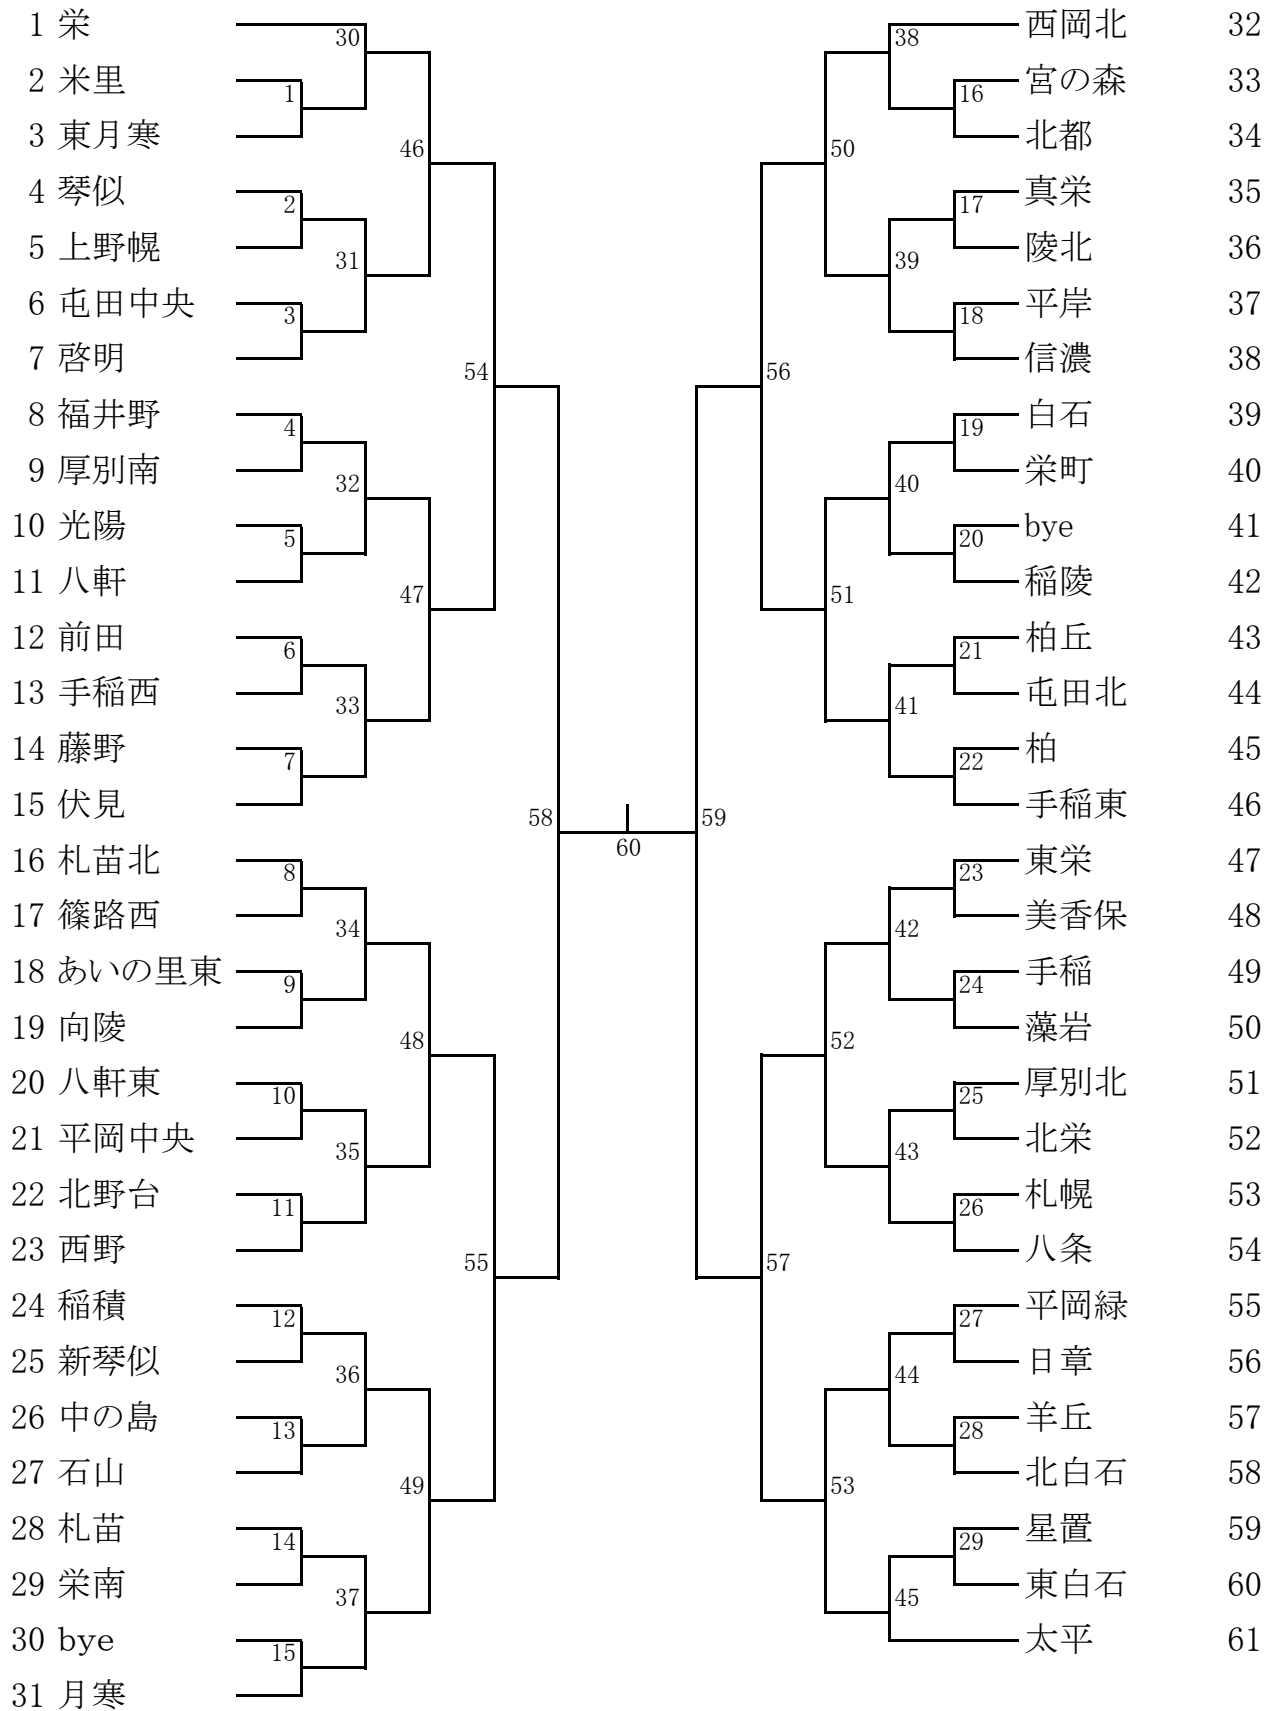 1 栄 30 38 西岡北 32
2 米里 1 16 宮の森 33
3 東月寒 46 50 北都 34
4 琴似 2 17 真栄 35
5 上野幌 31 39 陵北 36
6 屯田中央 3 18 平岸 37
7 啓明 54 56 信濃 38
8 福井野 4 19 白石 39
9 厚別南 32 40 栄町 40
10 光陽 5 20 bye 41
11 八軒 47 51 稲陵 42
12 前田 6 21 柏丘 43
13 手稲西 33 41 屯田北 44
14 藤野 7 22 柏 45
15 伏見 58 59 手稲東 46
60
16 札苗北 8 23 東栄 47
17 篠路西 34 42 美香保 48
18 あいの里東 9 24 手稲 49
19 向陵 48 52 藻岩 50
20 八軒東 10 25 厚別北 51
21 平岡中央 35 43 北栄 52
22 北野台 11 26 札幌 53
23 西野 55 57 八条 54
24 稲積 12 27 平岡緑 55
25 新琴似 36 44 日章 56
26 中の島 13 28 羊丘 57
27 石山 49 53 北白石 58
28 札苗 14 29 星置 59
29 栄南 37 45 東白石 60
30 bye 15 太平 61
31 月寒